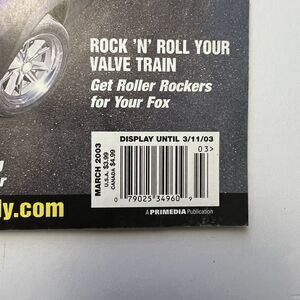 ROCK 'N' ROLL YOUR
VALVE TRAIN
Get Roller Rockers
for Your Fox
DISPLAY UNTIL 3/11/03
MARCH 2003
U.S.A. $3.99
CANADA $4.99
03>
0 79025 34960 9
ly.com
A PRIMEDIA Publication